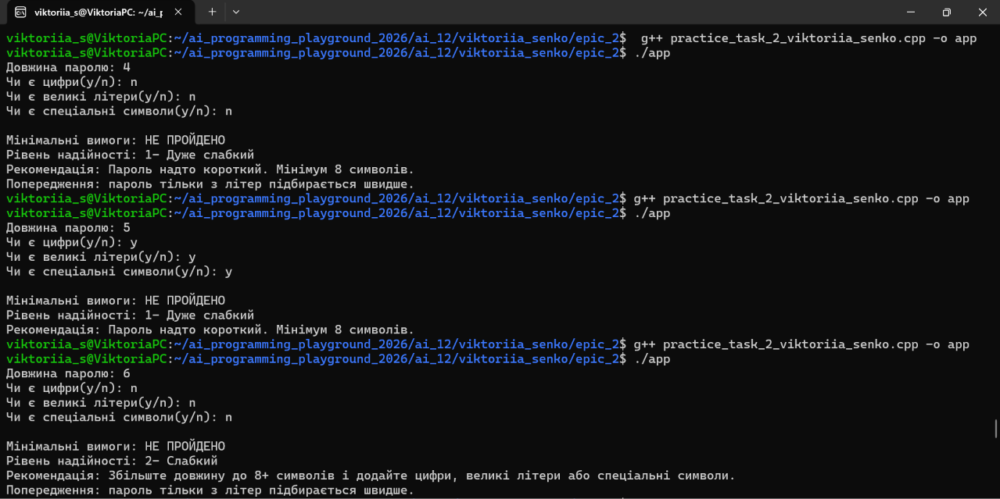 viktoriia_s@ViktoriaPC: ~/ai_p
viktoriia_s@ViktoriaPC:~/ai_programming_playground_2026/ai_12/viktoriia_senko/epic_2$  g++ practice_task_2_viktoriia_senko.cpp -o app
viktoriia_s@ViktoriaPC:~/ai_programming_playground_2026/ai_12/viktoriia_senko/epic_2$ ./app
Довжина паролю: 4
Чи є цифри(y/n): n
Чи є великі літери(y/n): n
Чи є спеціальні символи(y/n): n
Мінімальні вимоги: НЕ ПРОЙДЕНО
Рівень надійності: 1- Дуже слабкий
Рекомендація: Пароль надто короткий. Мінімум 8 символів.
Попередження: пароль тільки з літер підбирається швидше.
viktoriia_s@ViktoriaPC:~/ai_programming_playground_2026/ai_12/viktoriia_senko/epic_2$ g++ practice_task_2_viktoriia_senko.cpp -o app
viktoriia_s@ViktoriaPC:~/ai_programming_playground_2026/ai_12/viktoriia_senko/epic_2$ ./app
Довжина паролю: 5
Чи є цифри(y/n): y
Чи є великі літери(y/n): y
Чи є спеціальні символи(y/n): y
Мінімальні вимоги: НЕ ПРОЙДЕНО
Рівень надійності: 1- Дуже слабкий
Рекомендація: Пароль надто короткий. Мінімум 8 символів.
viktoriia_s@ViktoriaPC:~/ai_programming_playground_2026/ai_12/viktoriia_senko/epic_2$ g++ practice_task_2_viktoriia_senko.cpp -o app
viktoriia_s@ViktoriaPC:~/ai_programming_playground_2026/ai_12/viktoriia_senko/epic_2$ ./app
Довжина паролю: 6
Чи є цифри(y/n): n
Чи є великі літери(y/n): n
Чи є спеціальні символи(y/n): n
Мінімальні вимоги: НЕ ПРОЙДЕНО
Рівень надійності: 2- Слабкий
Рекомендація: Збільште довжину до 8+ символів і додайте цифри, великі літери або спеціальні символи.
Попередження: пароль тільки з літер підбирається швидше.